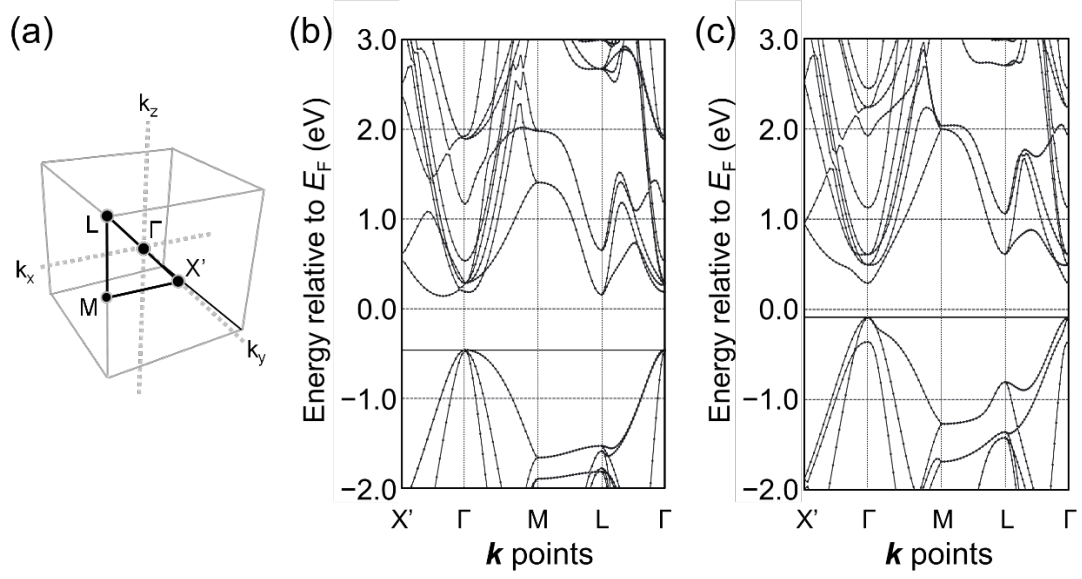 (a)
k_z
L
Γ
k_x
X'
M
k_y
(b)
Energy relative to E_F (eV)
3.0
2.0
1.0
0.0
−1.0
−2.0
X' Γ M L Γ
k points
(c)
Energy relative to E_F (eV)
3.0
2.0
1.0
0.0
−1.0
−2.0
X' Γ M L Γ
k points